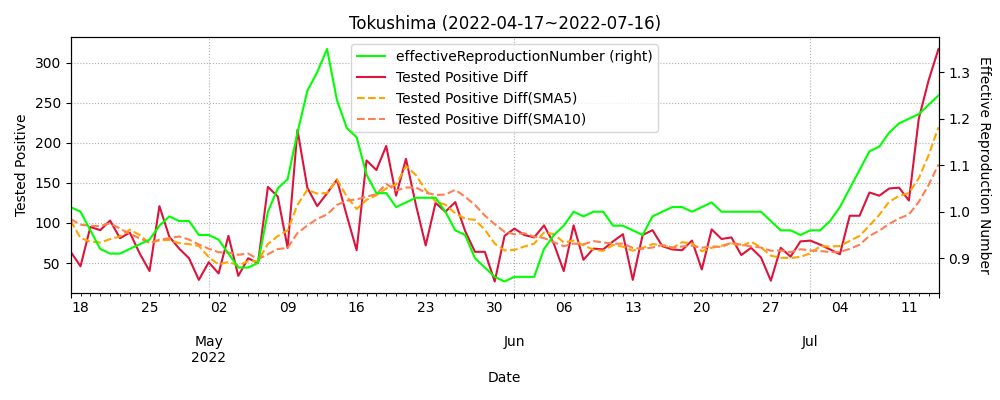 Tokushima (2022-04-17~2022-07-16)
effectiveReproductionNumber (right)
Tested Positive Diff
Tested Positive Diff(SMA5)
Tested Positive Diff(SMA10)
Tested Positive
300
250
200
150
100
50
1.3
1.2
1.1
1.0
0.9
Effective Reproduction Number
18 25 02 09 16 23 30 06 13 20 27 04 11
May Jun Jul
2022
Date